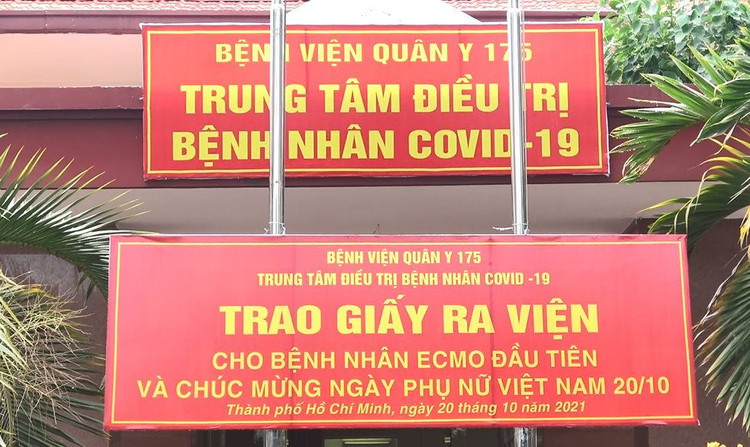 BỆNH VIỆN QUÂN Y 175
TRUNG TÂM ĐIỀU TRỊ
BỆNH NHÂN COVID-19
BỆNH VIỆN QUÂN Y 175
TRUNG TÂM ĐIỀU TRỊ BỆNH NHÂN COVID -19
TRAO GIẤY RA VIỆN
CHO BỆNH NHÂN ECMO ĐẦU TIÊN
VÀ CHÚC MỪNG NGÀY PHỤ NỮ VIỆT NAM 20/10
Thành phố Hồ Chí Minh, ngày 20 tháng 10 năm 2021